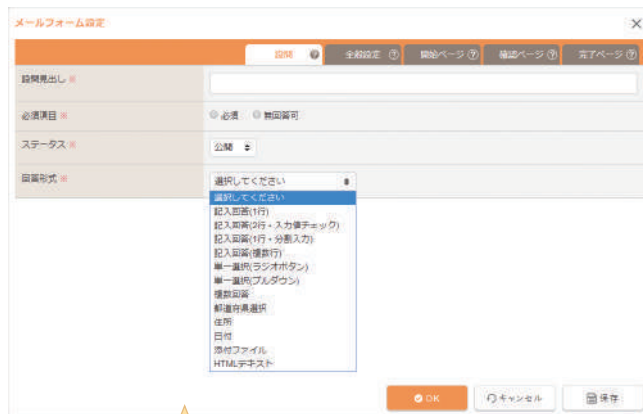 メールフォーム設定
設問
全般設定
開始ページ
確認ページ
完了ページ
設問見出し ※
必須項目 ※
必須 無回答可
ステータス ※
公開
回答形式 ※
選択してください
選択してください
記入回答(1行)
記入回答(2行・入力値チェック)
記入回答(1行・分割入力)
記入回答(複数行)
単一選択(ラジオボタン)
単一選択(プルダウン)
複数回答
都道府県選択
住所
日付
添付ファイル
HTMLテキスト
OK
キャンセル
保存